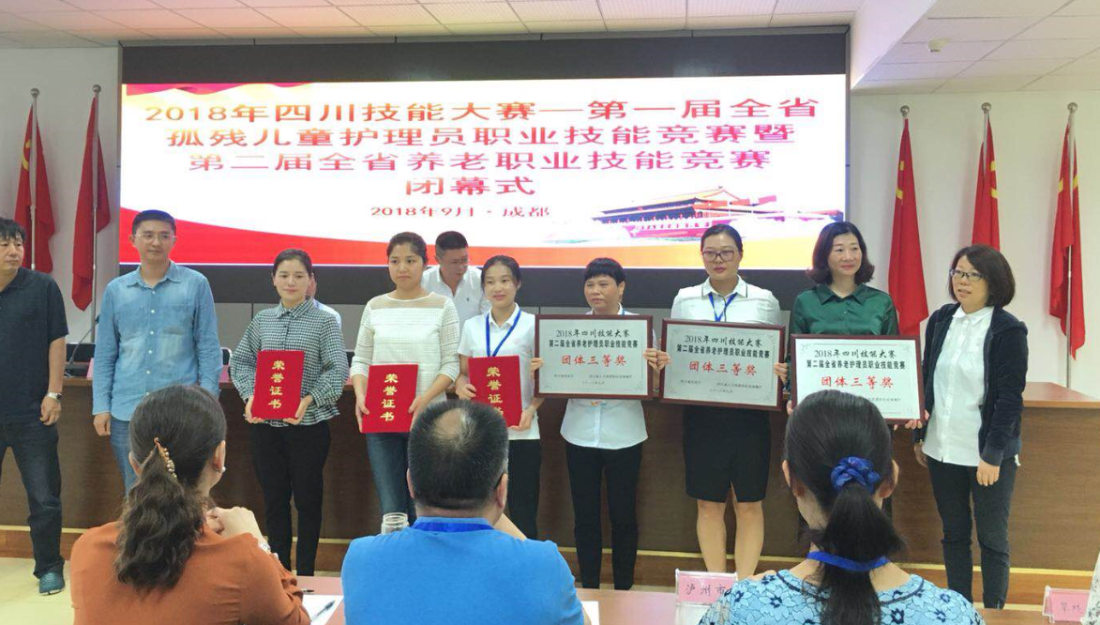 2018年四川技能大赛—第一届全省
孤残儿童护理员职业技能竞赛暨
第二届全省养老职业技能竞赛
闭幕式
2018年9月·成都
荣誉证书
荣誉证书
荣誉证书
2018年四川技能大赛
第二届全省养老护理员职业技能竞赛
团体三等奖
2018年四川技能大赛
第二届全省养老护理员职业技能竞赛
团体三等奖
2018年四川技能大赛
第二届全省养老护理员职业技能竞赛
团体三等奖
泸州市